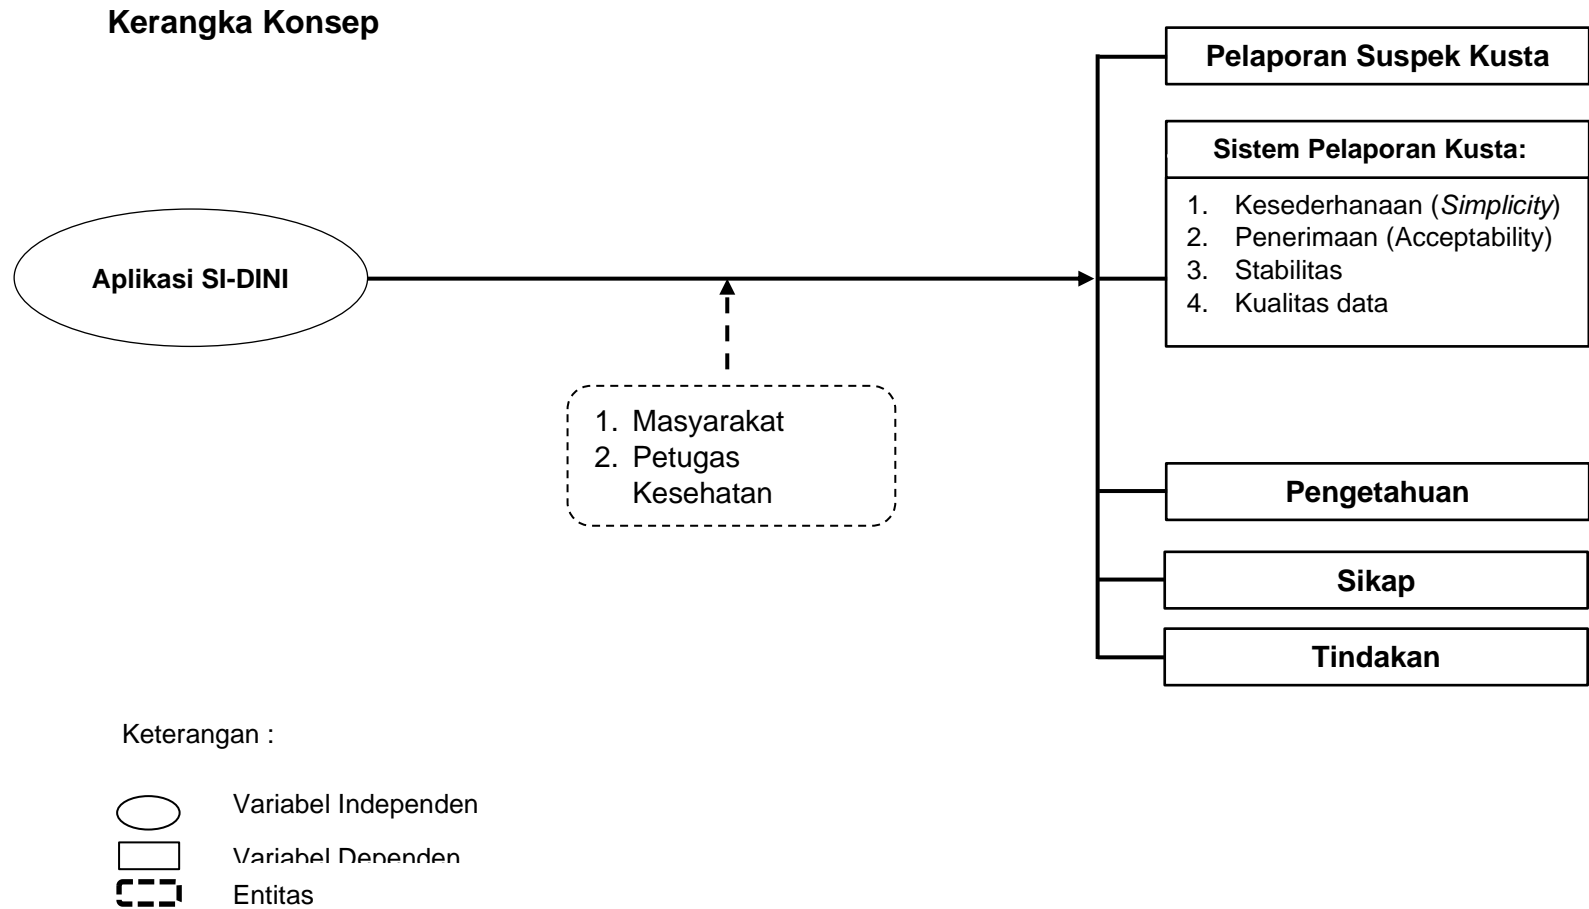 Kerangka Konsep
Pelaporan Suspek Kusta
Sistem Pelaporan Kusta:
1. Kesederhanaan (Simplicity)
2. Penerimaan (Acceptability)
3. Stabilitas
4. Kualitas data
Aplikasi SI-DINI
1. Masyarakat
2. Petugas
Kesehatan
Pengetahuan
Sikap
Tindakan
Keterangan :
Variabel Independen
Variabel Dependen
Entitas